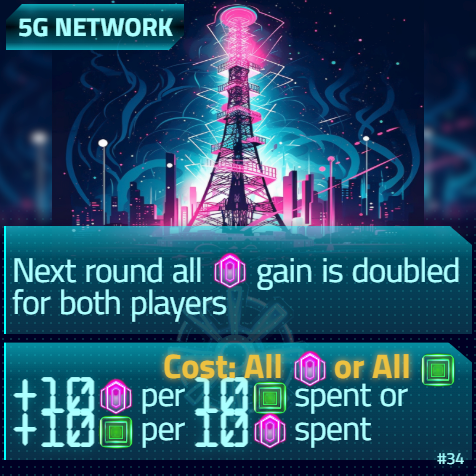 5G NETWORK
Next round all gain is doubled
for both players
Cost: All or All
+10 per 10 spent or
+10 per 10 spent
#34